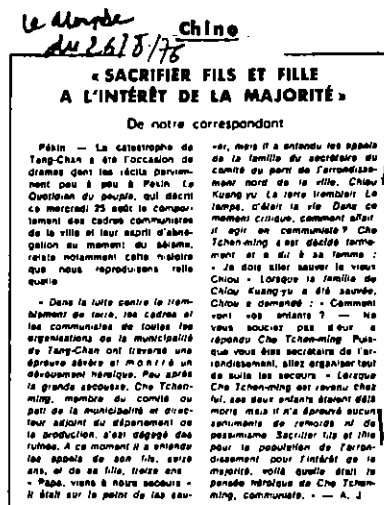 Le Monde
du 26/8/76
Chine
« SACRIFIER FILS ET FILLE
A L'INTÉRÊT DE LA MAJORITÉ »
De notre correspondant
Pékin — La catastrophe de
Tang-Chan a été l'occasion de
drames dont les récits parvien-
nent peu à peu à Pékin Le
Quotidien du peuple, qui décrit
ce mercredi 25 août le compor-
tement des cadres communistes
de la ville et leur esprit d'abné-
gation au moment du séisme,
relate notamment cette histoire
que nous reproduisons telle
quelle
« Dans la lutte contre le trem-
blement de terre, les cadres et
les communistes de toutes les
organisations de la municipalité
de Tang-Chan ont traversé une
épreuve sévère et montré un
dévouement héroïque. Peu après
la grande secousse, Che Tchen-
ming, membre du comité du
parti de la municipalité et direc-
teur adjoint du département de
la production, s'est dégagé des
ruines. A ce moment il a entendu
les appels de son fils, seize
ans, et de sa fille, treize ans
« Papa, viens à notre secours »
Il était sur le point de les sau-
ver, mais il a entendu les appels
de la famille du secrétaire du
comité du parti de l'arrondisse-
ment nord de la ville, Chiou
Kuang-yu La terre tremblait Le
temps, c'était la vie Dans ce
moment critique, comment allait-
il agir en communiste ? Che
Tchen-ming s'est décidé ferme-
ment et a dit à sa femme :
« Je dois aller sauver le vieux
Chiou » Lorsque la famille de
Chiou Kuang-yu a été sauvée,
Chiou a demandé : « Comment
vont vos enfants ? — Ne
vous souciez pas d'eux a
répondu Che Tchen-ming Puis-
que vous êtes secrétaire de l'ar-
rondissement, allez organiser tout
de suite les secours » Lorsque
Che Tchen-ming est revenu chez
lui, ses deux enfants étaient déjà
morts mais il n'a éprouvé aucun
sentiments de remords ni de
pessimisme Sacrifier fils et fille
pour la population de l'arron-
dissement pour l'intérêt de la
majorité, voilà quelle était la
pensée héroïque de Che Tchen-
ming, communiste. » — A. J